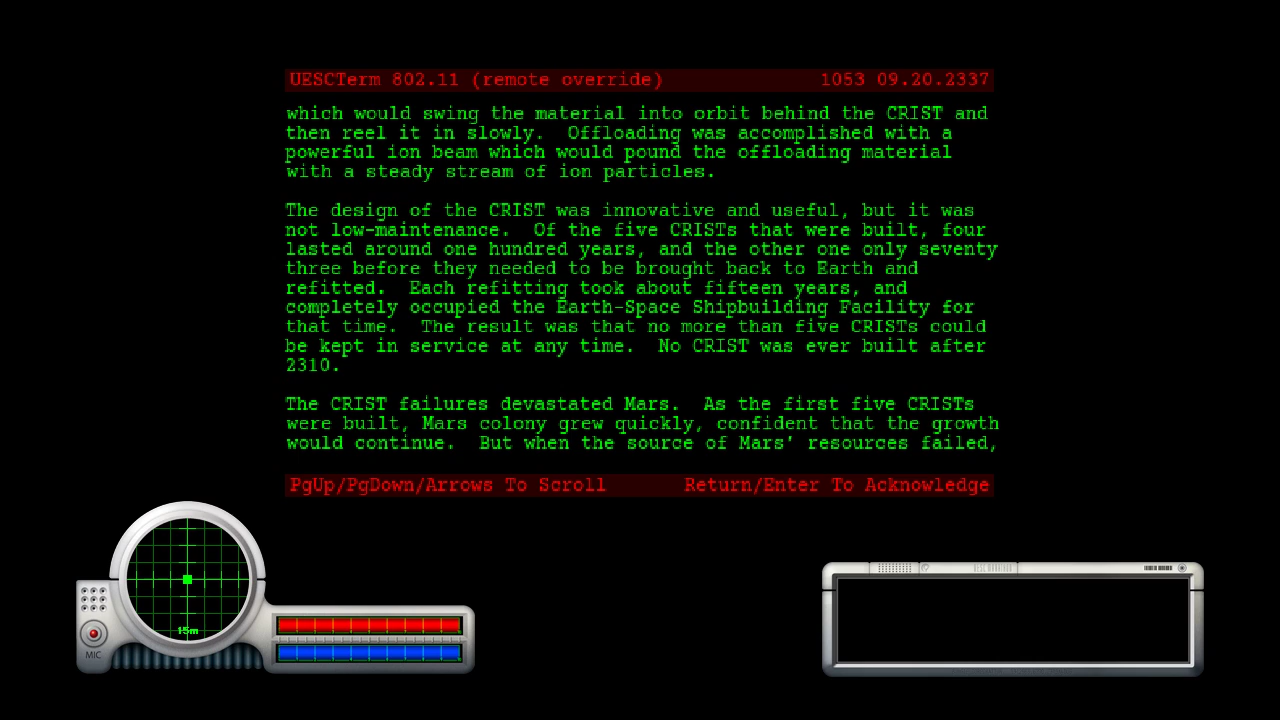 UESCTerm 802.11 (remote override) 1053 09.20.2337
which would swing the material into orbit behind the CRIST and
then reel it in slowly.  Offloading was accomplished with a
powerful ion beam which would pound the offloading material
with a steady stream of ion particles.
The design of the CRIST was innovative and useful, but it was
not low-maintenance.  Of the five CRISTs that were built, four
lasted around one hundred years, and the other one only seventy
three before they needed to be brought back to Earth and
refitted.  Each refitting took about fifteen years, and
completely occupied the Earth-Space Shipbuilding Facility for
that time.  The result was that no more than five CRISTs could
be kept in service at any time.  No CRIST was ever built after
2310.
The CRIST failures devastated Mars.  As the first five CRISTs
were built, Mars colony grew quickly, confident that the growth
would continue.  But when the source of Mars' resources failed,
PgUp/PgDown/Arrows To Scroll Return/Enter To Acknowledge
15m
MIC